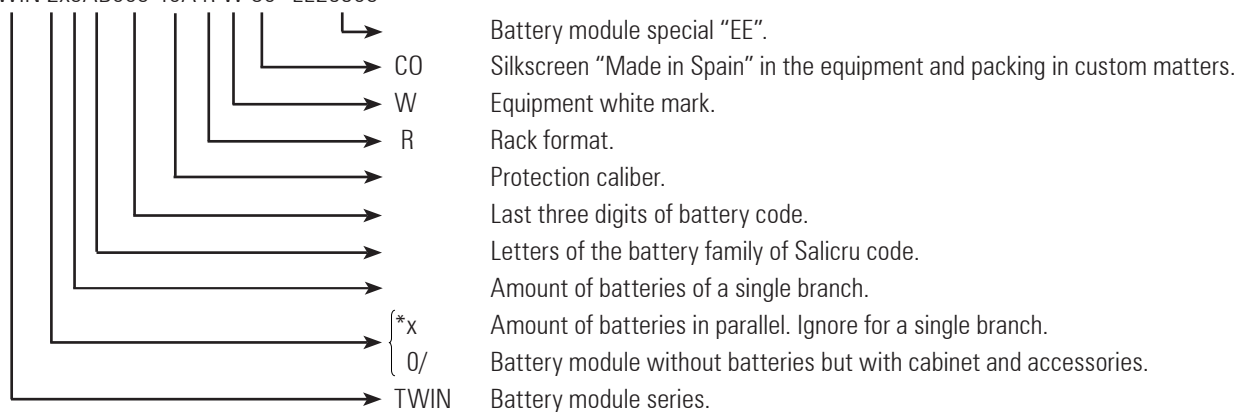 Battery module special “EE”.
CO Silkscreen “Made in Spain” in the equipment and packing in custom matters.
W Equipment white mark.
R Rack format.
Protection caliber.
Last three digits of battery code.
Letters of the battery family of Salicru code.
Amount of batteries of a single branch.
*x Amount of batteries in parallel. Ignore for a single branch.
0/ Battery module without batteries but with cabinet and accessories.
TWIN Battery module series.